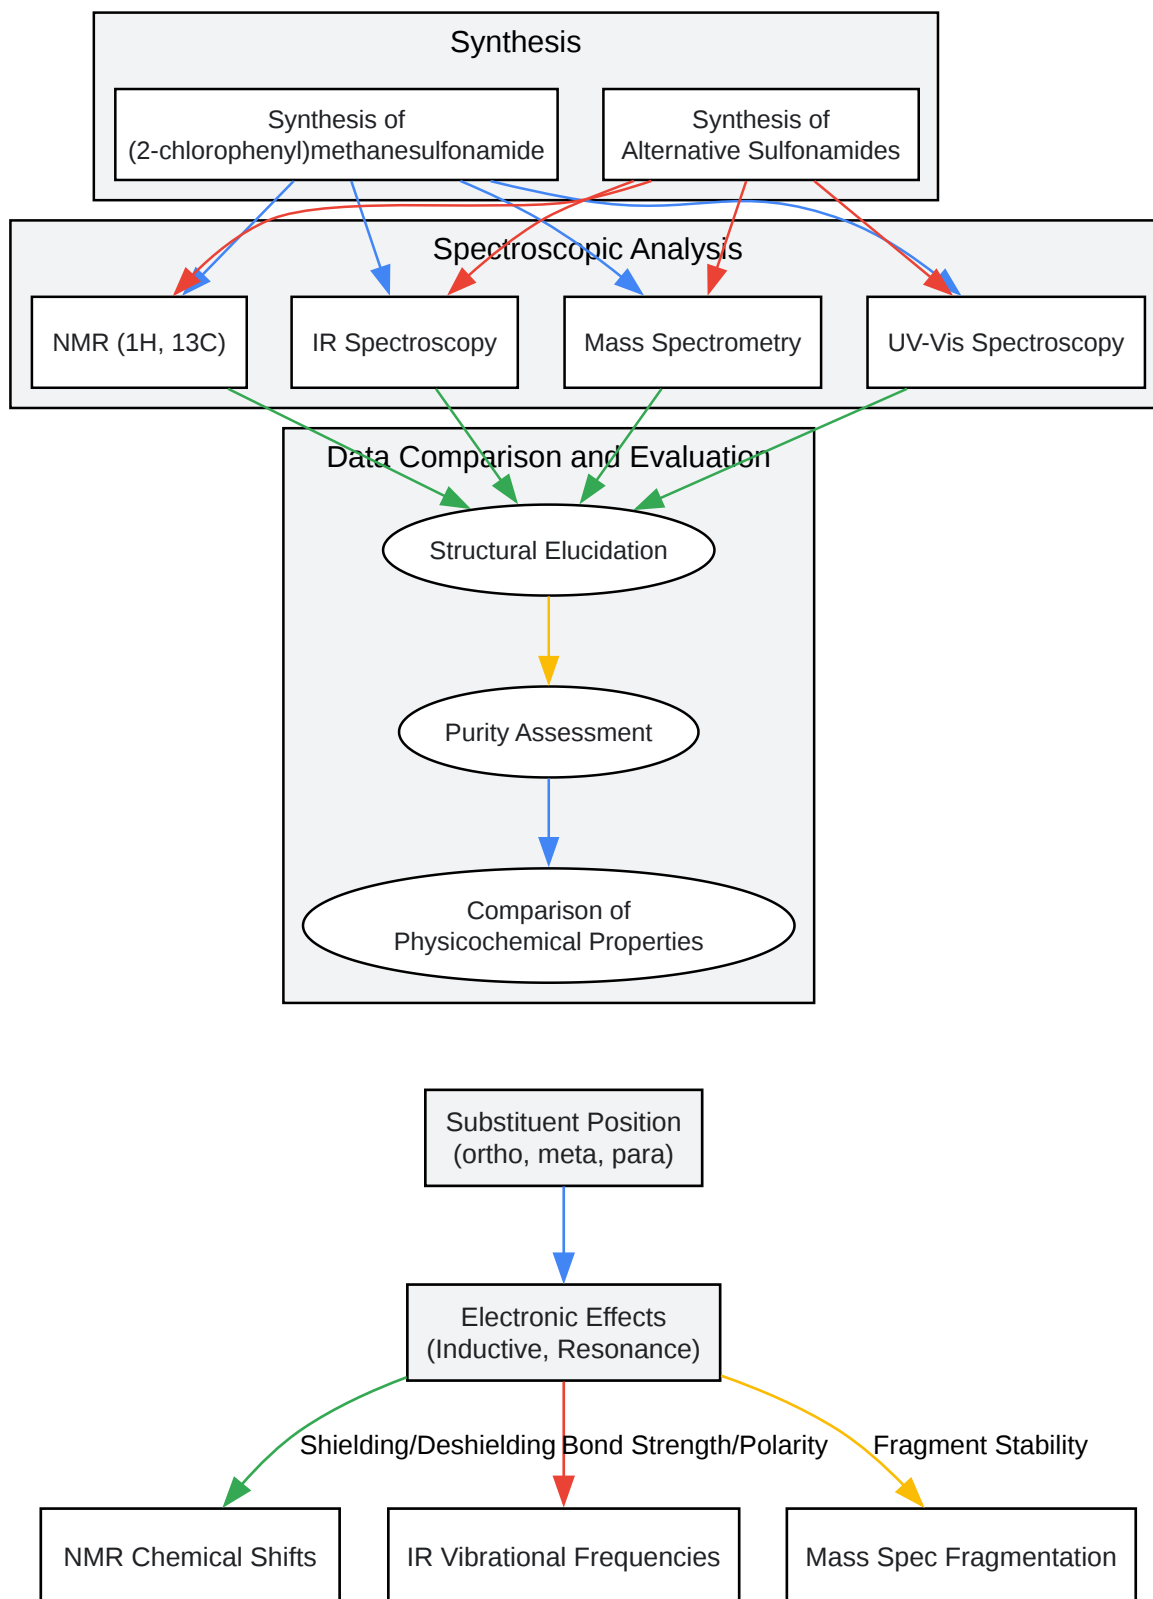 Synthesis
Synthesis of
(2-chlorophenyl)methanesulfonamide
Synthesis of
Alternative Sulfonamides
Spectroscopic Analysis
NMR (1H, 13C)
IR Spectroscopy
Mass Spectrometry
UV-Vis Spectroscopy
Data Comparison and Evaluation
Structural Elucidation
Purity Assessment
Comparison of
Physicochemical Properties
Substituent Position
(ortho, meta, para)
Electronic Effects
(Inductive, Resonance)
Shielding/Deshielding
Bond Strength/Polarity
Fragment Stability
NMR Chemical Shifts
IR Vibrational Frequencies
Mass Spec Fragmentation